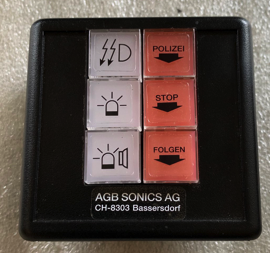 POLIZEI
STOP
FOLGEN
AGB SONICS AG
CH-8303 Bassersdorf